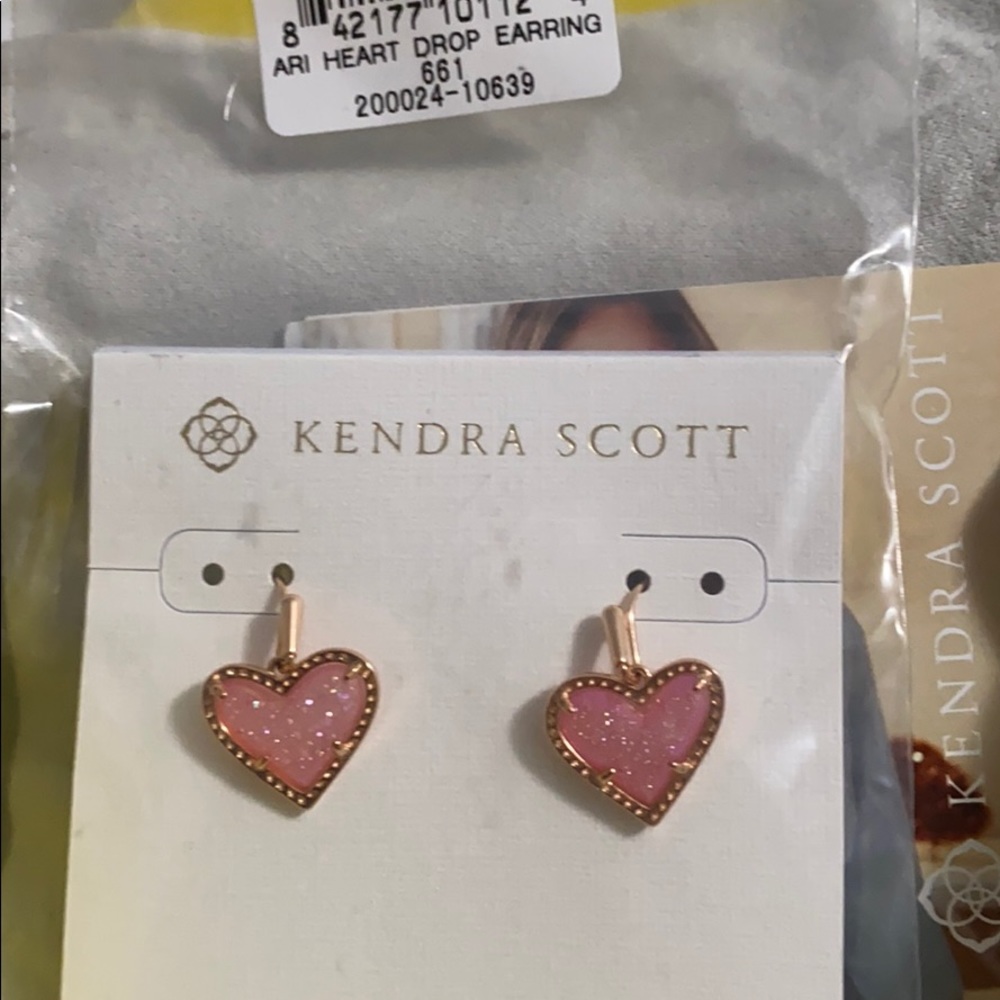 8 42177 10112 4
ARI HEART DROP EARRING
661
200024-10639
KENDRA SCOTT
KENDRA SCOTT